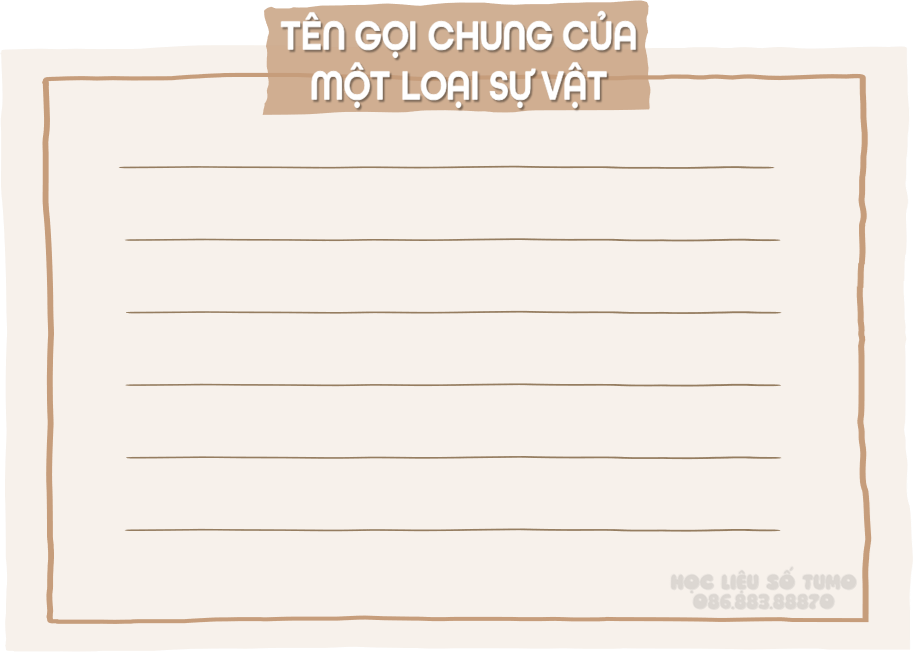 TÊN GỌI CHUNG CỦA
MỘT LOẠI SỰ VẬT
HỌC LIỆU SỐ TUMO
086.883.88870